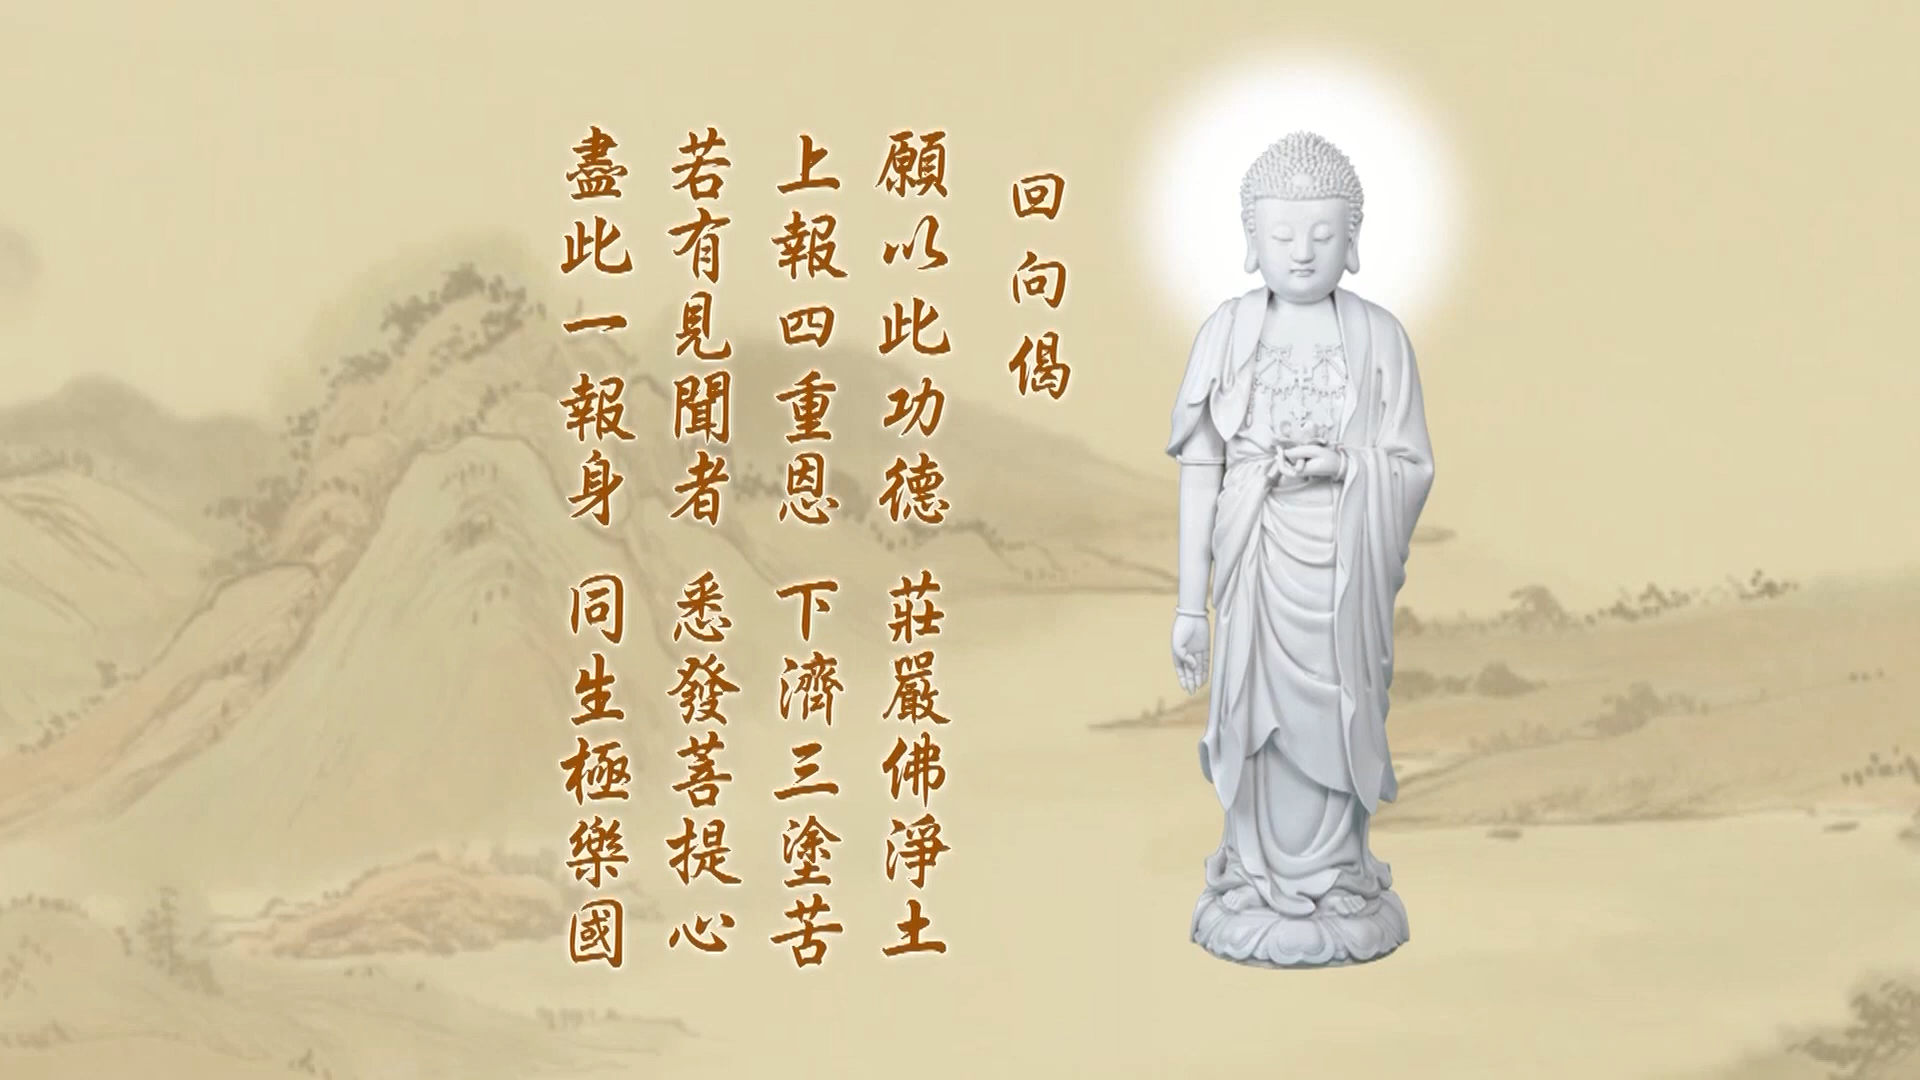 回向偈
願以此功德 莊嚴佛淨土
上報四重恩 下濟三塗苦
若有見聞者 悉發菩提心
盡此一報身 同生極樂國